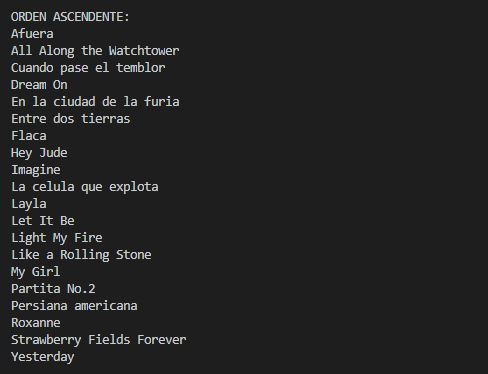 ORDEN ASCENDENTE:
Afuera
All Along the Watchtower
Cuando pase el temblor
Dream On
En la ciudad de la furia
Entre dos tierras
Flaca
Hey Jude
Imagine
La celula que explota
Layla
Let It Be
Light My Fire
Like a Rolling Stone
My Girl
Partita No.2
Persiana americana
Roxanne
Strawberry Fields Forever
Yesterday